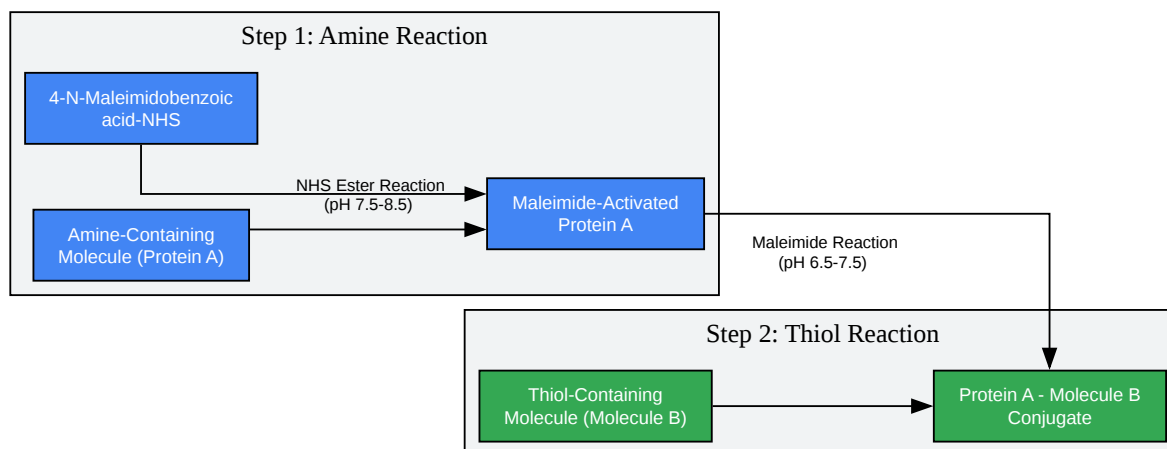 Step 1: Amine Reaction
4-N-Maleimidobenzoic
acid-NHS
NHS Ester Reaction
(pH 7.5-8.5)
Maleimide-Activated
Protein A
Amine-Containing
Molecule (Protein A)
Maleimide Reaction
(pH 6.5-7.5)
Step 2: Thiol Reaction
Thiol-Containing
Molecule (Molecule B)
Protein A - Molecule B
Conjugate